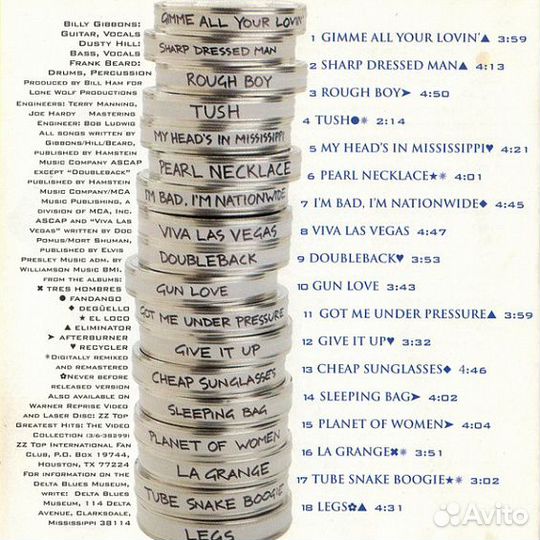 Billy Gibbons:
Guitar, Vocals
Dusty Hill:
Bass, Vocals
Frank Beard:
Drums, Percussion
Produced by Bill Ham for
Lone Wolf Productions
Engineers: Terry Manning,
Joe Hardy Mastering
Engineer: Bob Ludwig
All songs written by
Gibbons/Hill/Beard,
published by Hamstein
Music Company ASCAP
except "Doubleback"
published by Hamstein
Music Company/MCA
Music Publishing, a
division of MCA, Inc.
ASCAP and "Viva Las
Vegas" written by Doc
Pomus/Mort Shuman,
published by Elvis
Presley Music adm. by
Williamson Music BMI.
from the albums:
✖ Tres Hombres
● Fandango
◆ Degüello
★ El Loco
▲ Eliminator
➤ Afterburner
♥ Recycler
✳Digitally remixed
and remastered
✿Never before
released version
Also available on
Warner Reprise Video
and Laser Disc: ZZ Top
Greatest Hits: The Video
Collection (3/6-38299)
ZZ Top International Fan
Club, P.O. Box 19744,
Houston, TX 77224
For information on the
Delta Blues Museum,
write: Delta Blues
Museum, 114 Delta
Avenue, Clarksdale,
Mississippi 38114
GIMME ALL YOUR LOVIN'
SHARP DRESSED MAN
ROUGH BOY
TUSH
MY HEAD'S IN MISSISSIPPI
PEARL NECKLACE
I'M BAD, I'M NATIONWIDE
VIVA LAS VEGAS
DOUBLEBACK
GUN LOVE
GOT ME UNDER PRESSURE
GIVE IT UP
CHEAP SUNGLASSES
SLEEPING BAG
PLANET OF WOMEN
LA GRANGE
TUBE SNAKE BOOGIE
LEGS
1 GIMME ALL YOUR LOVIN'▲ 3:59
2 SHARP DRESSED MAN▲ 4:13
3 ROUGH BOY➤ 4:50
4 TUSH●✳ 2:14
5 MY HEAD'S IN MISSISSIPPI♥ 4:21
6 PEARL NECKLACE★✳ 4:01
7 I'M BAD, I'M NATIONWIDE◆ 4:45
8 VIVA LAS VEGAS 4:47
9 DOUBLEBACK♥ 3:53
10 GUN LOVE 3:43
11 GOT ME UNDER PRESSURE▲ 3:59
12 GIVE IT UP♥ 3:32
13 CHEAP SUNGLASSES◆ 4:46
14 SLEEPING BAG➤ 4:02
15 PLANET OF WOMEN➤ 4:04
16 LA GRANGE✖✳ 3:51
17 TUBE SNAKE BOOGIE★✳ 3:02
18 LEGS✿▲ 4:31
Avito